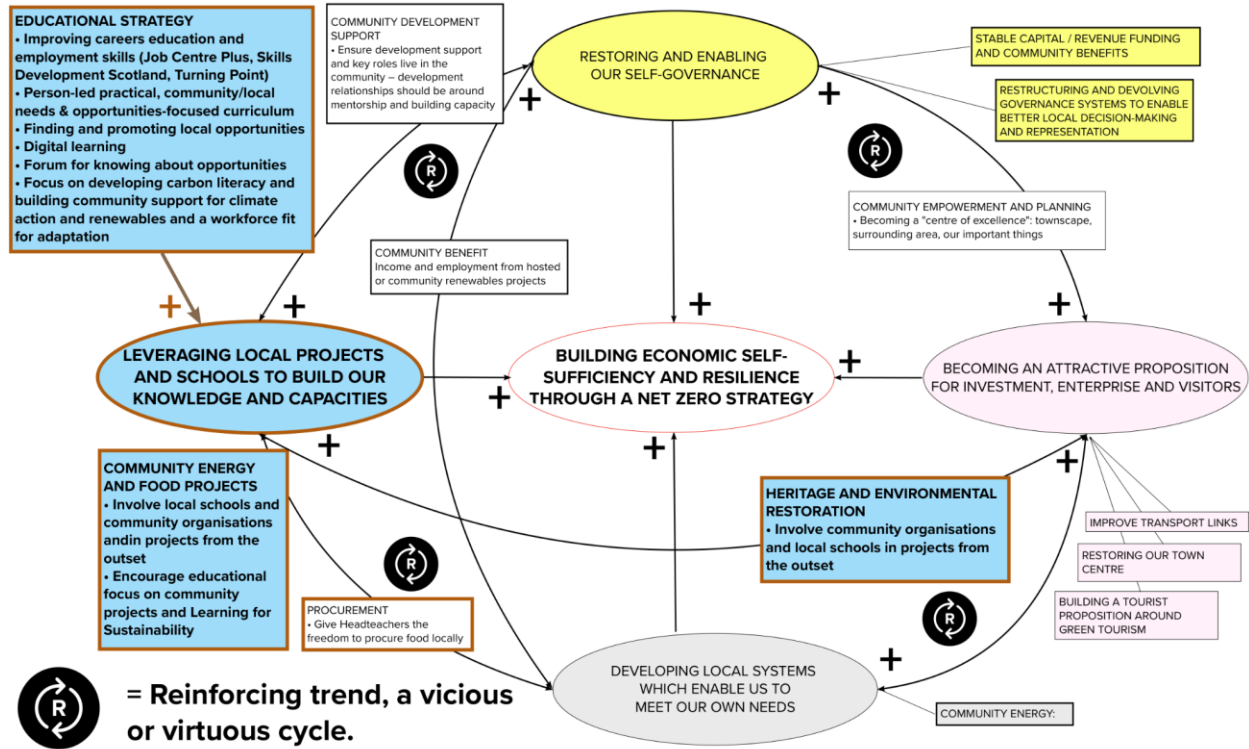 EDUCATIONAL STRATEGY
• Improving careers education and
employment skills (Job Centre Plus, Skills
Development Scotland, Turning Point)
• Person-led practical, community/local
needs & opportunities-focused curriculum
• Finding and promoting local opportunities
• Digital learning
• Forum for knowing about opportunities
• Focus on developing carbon literacy and
building community support for climate
action and renewables and a workforce fit
for adaptation
COMMUNITY DEVELOPMENT
SUPPORT
• Ensure development support
and key roles live in the
community – development
relationships should be around
mentorship and building capacity
RESTORING AND ENABLING
OUR SELF-GOVERNANCE
STABLE CAPITAL / REVENUE FUNDING
AND COMMUNITY BENEFITS
RESTRUCTURING AND DEVOLVING
GOVERNANCE SYSTEMS TO ENABLE
BETTER LOCAL DECISION-MAKING
AND REPRESENTATION
+
+
R
R
COMMUNITY EMPOWERMENT AND PLANNING
• Becoming a "centre of excellence": townscape,
surrounding area, our important things
COMMUNITY BENEFIT
Income and employment from hosted
or community renewables projects
+
+
+
+
LEVERAGING LOCAL PROJECTS
AND SCHOOLS TO BUILD OUR
KNOWLEDGE AND CAPACITIES
BUILDING ECONOMIC SELF-
SUFFICIENCY AND RESILIENCE
THROUGH A NET ZERO STRATEGY
BECOMING AN ATTRACTIVE PROPOSITION
FOR INVESTMENT, ENTERPRISE AND VISITORS
+
+
+
+
+
COMMUNITY ENERGY
AND FOOD PROJECTS
• Involve local schools and
community organisations
andin projects from the
outset
• Encourage educational
focus on community
projects and Learning for
Sustainability
HERITAGE AND ENVIRONMENTAL
RESTORATION
• Involve community organisations
and local schools in projects from
the outset
IMPROVE TRANSPORT LINKS
RESTORING OUR TOWN
CENTRE
BUILDING A TOURIST
PROPOSITION AROUND
GREEN TOURISM
R
PROCUREMENT
• Give Headteachers the
freedom to procure food locally
R
+
DEVELOPING LOCAL SYSTEMS
WHICH ENABLE US TO
MEET OUR OWN NEEDS
COMMUNITY ENERGY:
R
= Reinforcing trend, a vicious
or virtuous cycle.